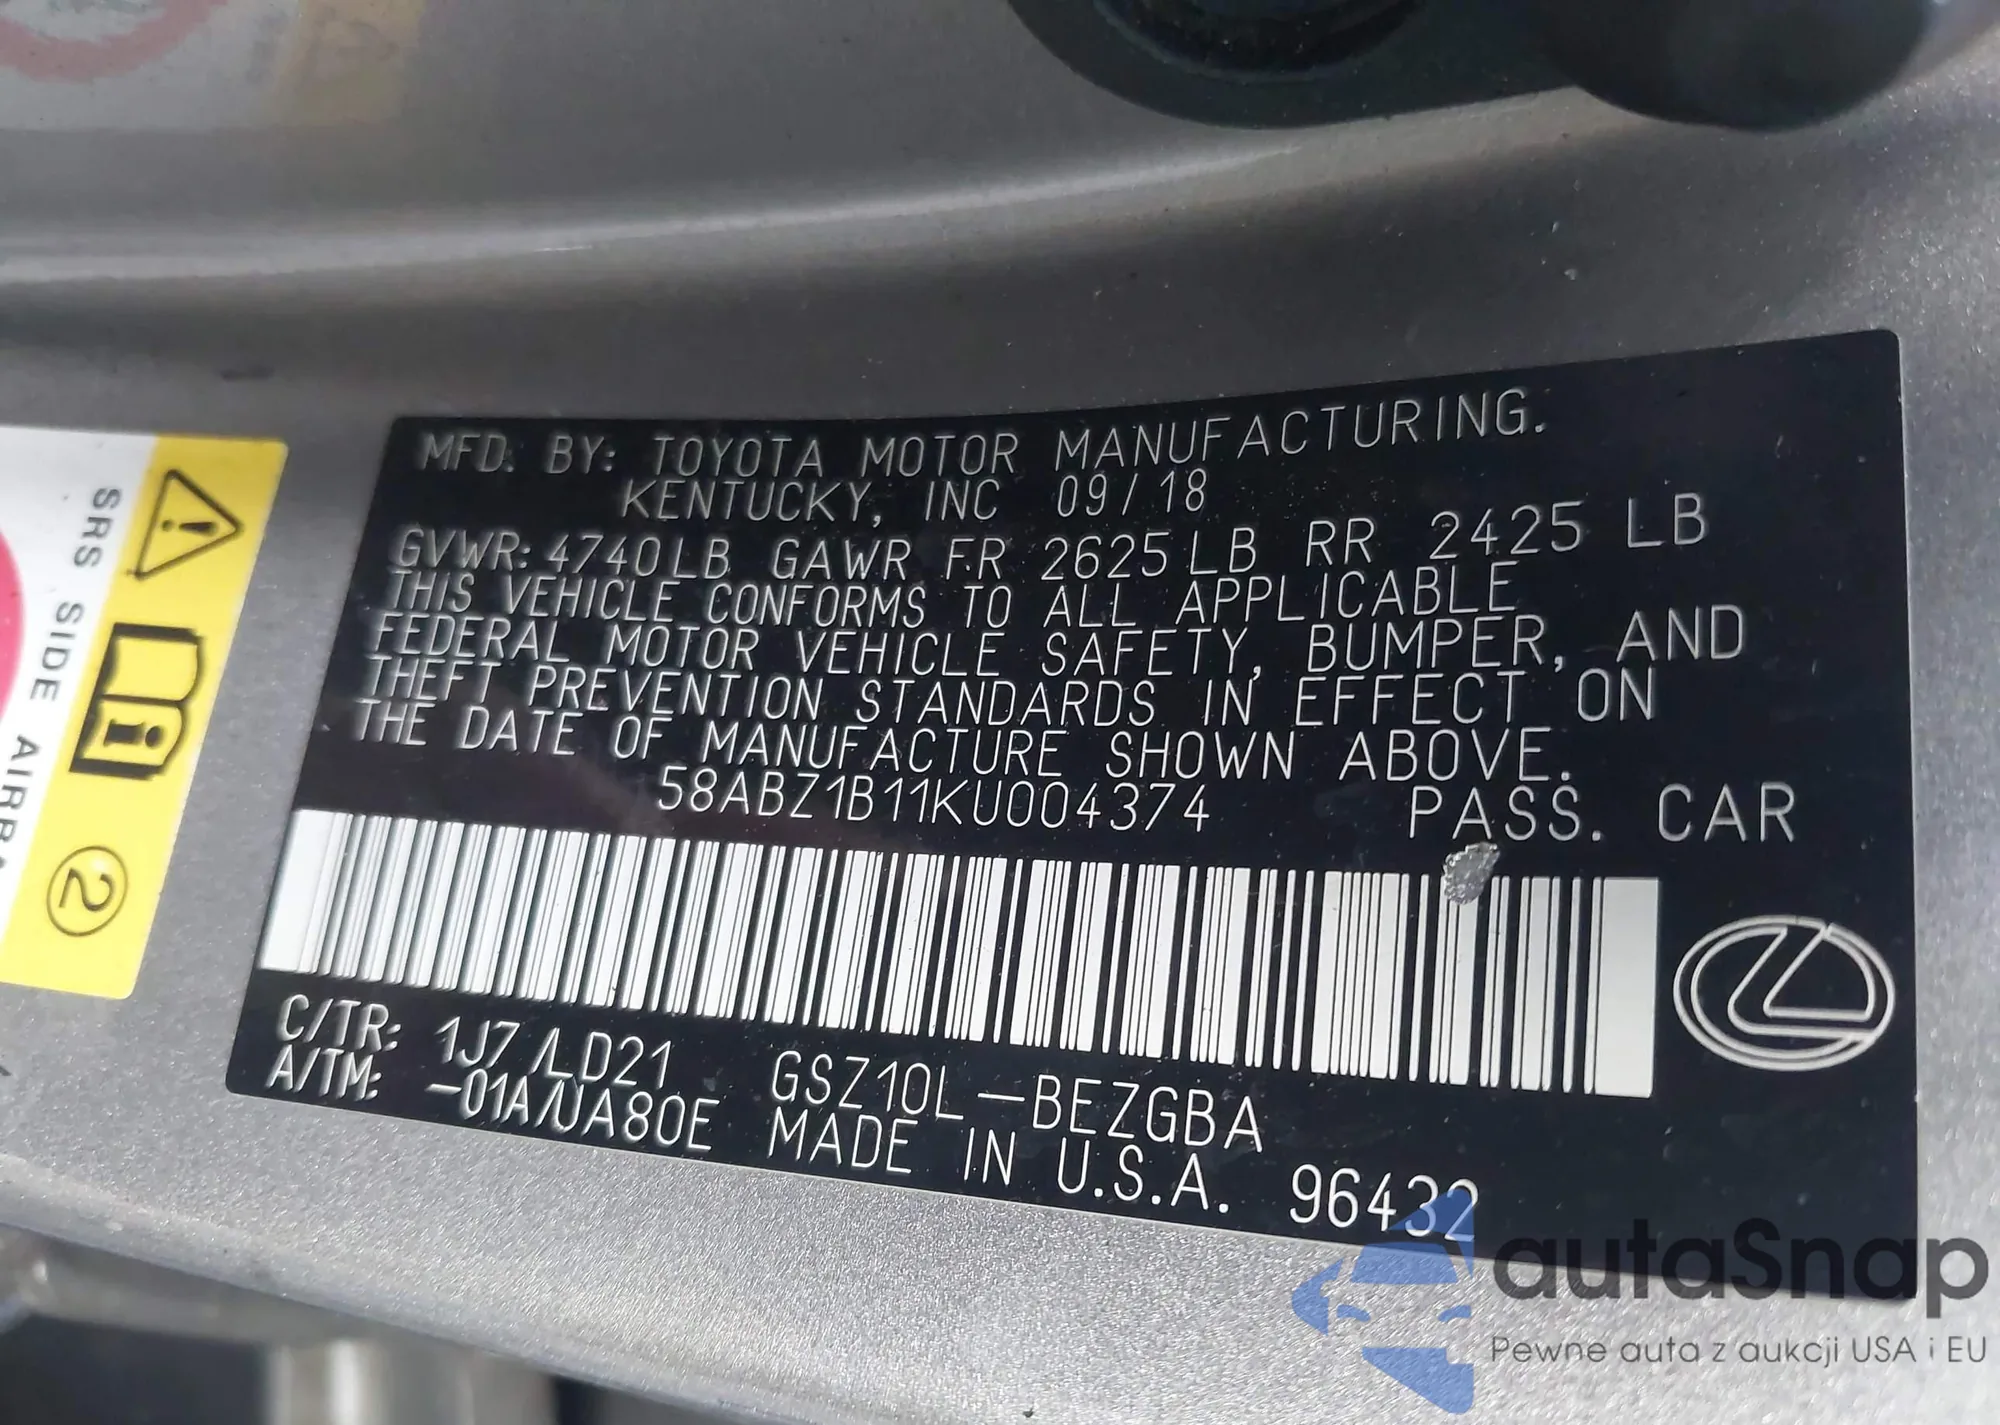 MFD. BY: TOYOTA MOTOR MANUFACTURING.
KENTUCKY, INC 09/18
GVWR: 4740LB GAWR FR 2625LB RR 2425 LB
THIS VEHICLE CONFORMS TO ALL APPLICABLE
FEDERAL MOTOR VEHICLE SAFETY, BUMPER, AND
THEFT PREVENTION STANDARDS IN EFFECT ON
THE DATE OF MANUFACTURE SHOWN ABOVE.
58ABZ1B11KU004374 PASS. CAR
C/TR: 1J7/LD21 GSZ10L-BEZGBA
A/TM: -01A/UA80E MADE IN U.S.A. 96432
SRS SIDE
2
autaSnap
Pewne auta z aukcji USA i EU